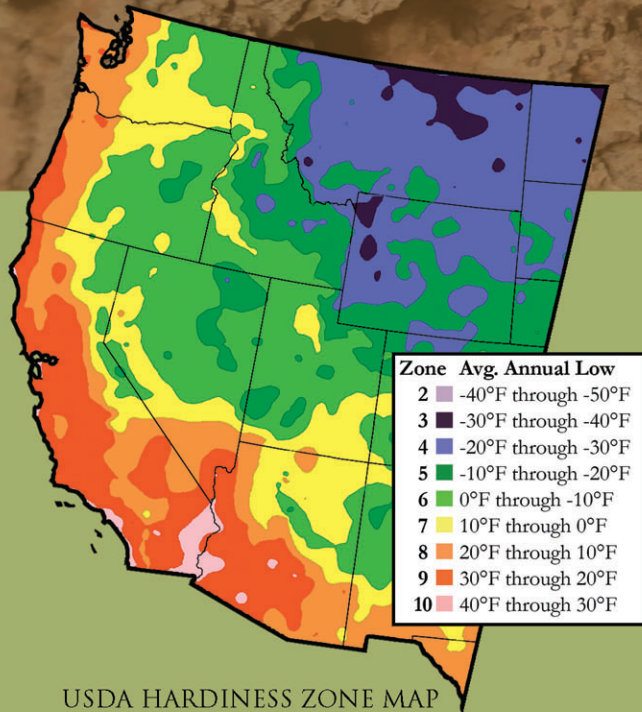 Zone Avg. Annual Low
2 -40°F through -50°F
3 -30°F through -40°F
4 -20°F through -30°F
5 -10°F through -20°F
6 0°F through -10°F
7 10°F through 0°F
8 20°F through 10°F
9 30°F through 20°F
10 40°F through 30°F
USDA HARDINESS ZONE MAP